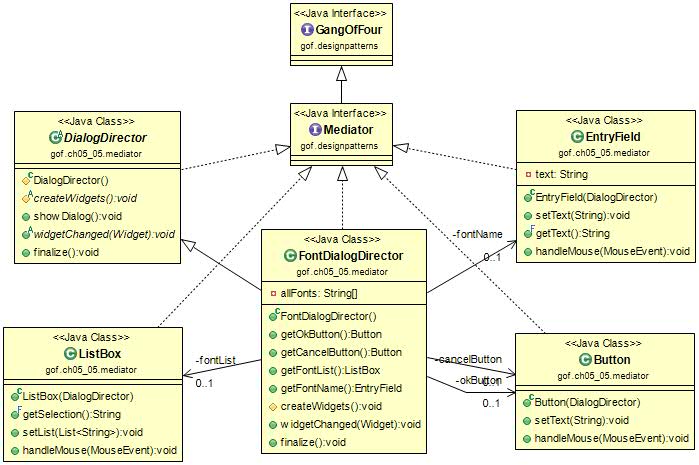 <<Java Interface>>
GangOfFour
gof.designpatterns
<<Java Interface>>
Mediator
gof.designpatterns
<<Java Class>>
DialogDirector
gof.ch05_05.mediator
DialogDirector()
createWidgets():void
showDialog():void
widgetChanged(Widget):void
finalize():void
<<Java Class>>
EntryField
gof.ch05_05.mediator
text: String
EntryField(DialogDirector)
setText(String):void
getText():String
handleMouse(MouseEvent):void
<<Java Class>>
FontDialogDirector
gof.ch05_05.mediator
allFonts: String[]
FontDialogDirector()
getOkButton():Button
getCancelButton():Button
getFontList():ListBox
getFontName():EntryField
createWidgets():void
widgetChanged(Widget):void
finalize():void
-fontName
0..1
-fontList
0..1
-cancelButton
0..1
-okButton
0..1
<<Java Class>>
ListBox
gof.ch05_05.mediator
ListBox(DialogDirector)
getSelection():String
setList(List<String>):void
handleMouse(MouseEvent):void
<<Java Class>>
Button
gof.ch05_05.mediator
Button(DialogDirector)
setText(String):void
handleMouse(MouseEvent):void